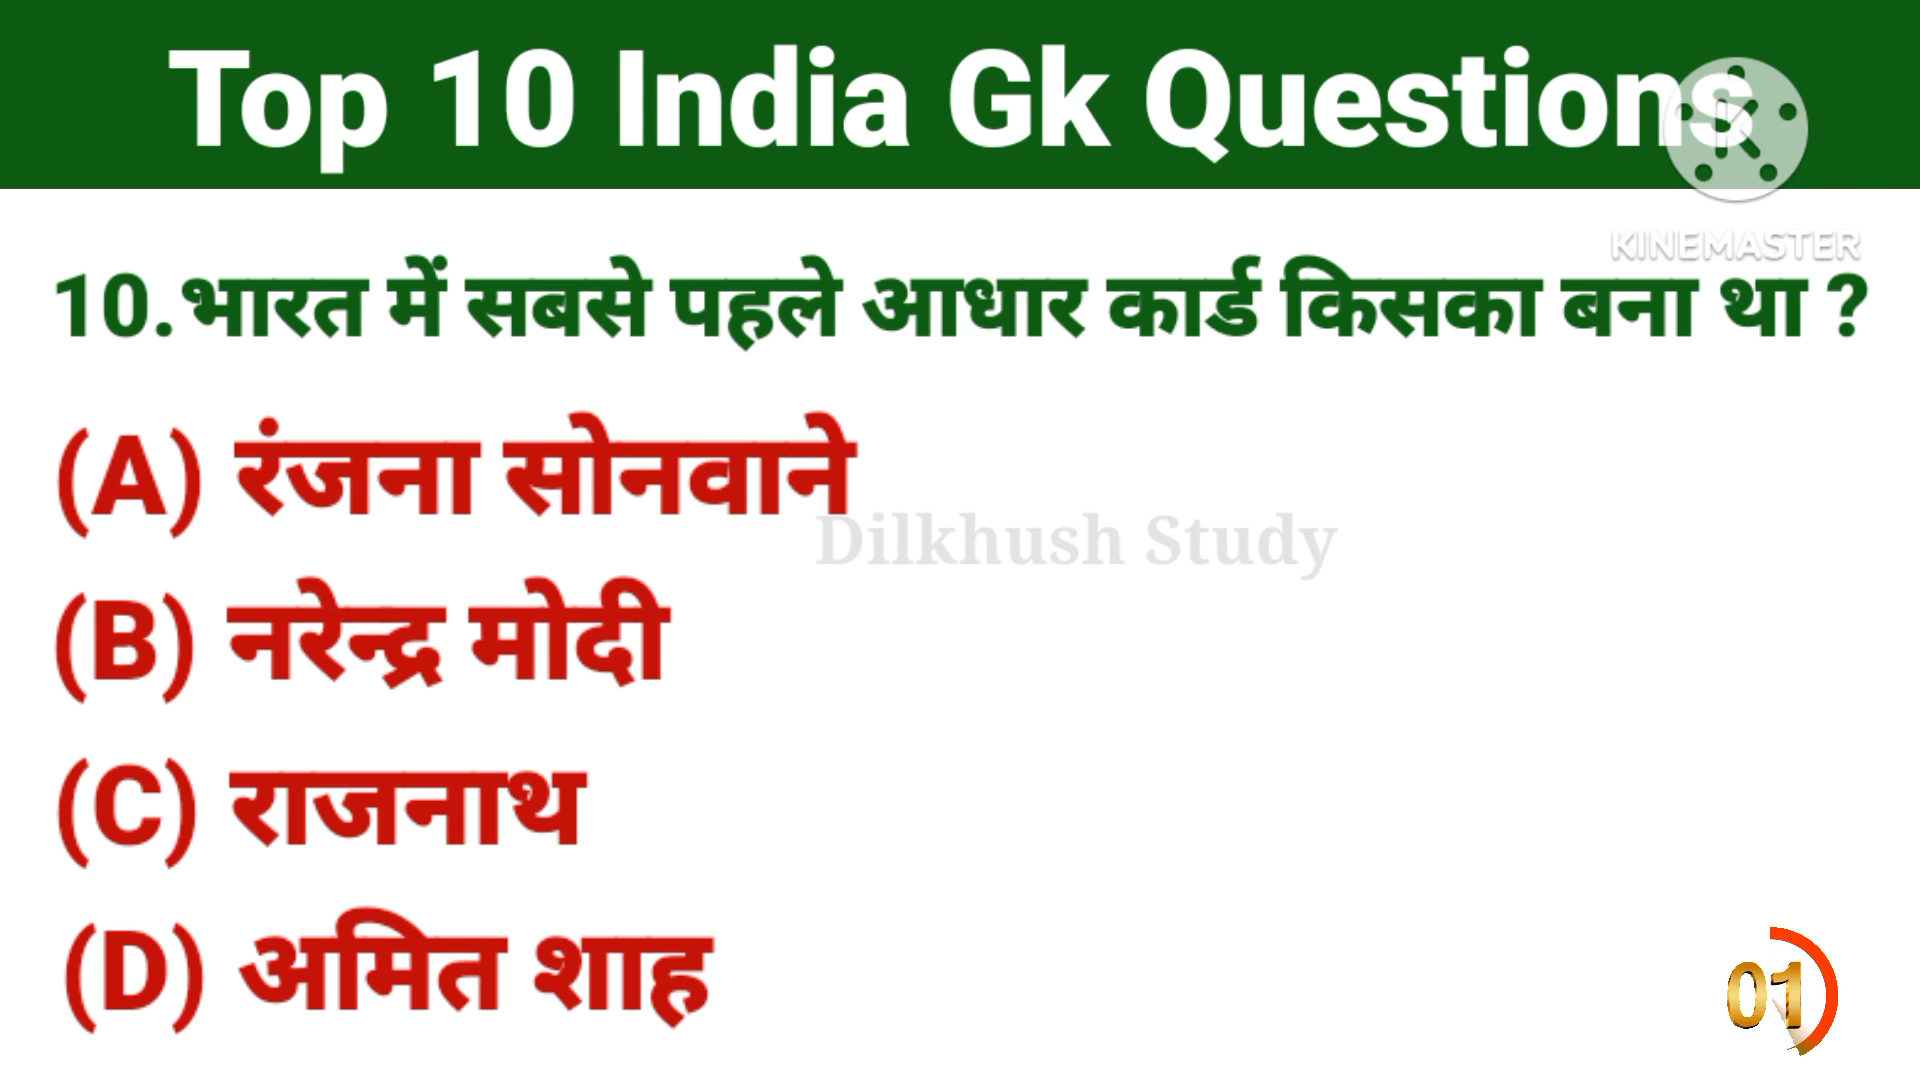 Top 10 India Gk Questions
KINEMASTER
10.भारत में सबसे पहले आधार कार्ड किसका बना था ?
(A) रंजना सोनवाने
Dilkhush Study
(B) नरेन्द्र मोदी
(C) राजनाथ
(D) अमित शाह
01